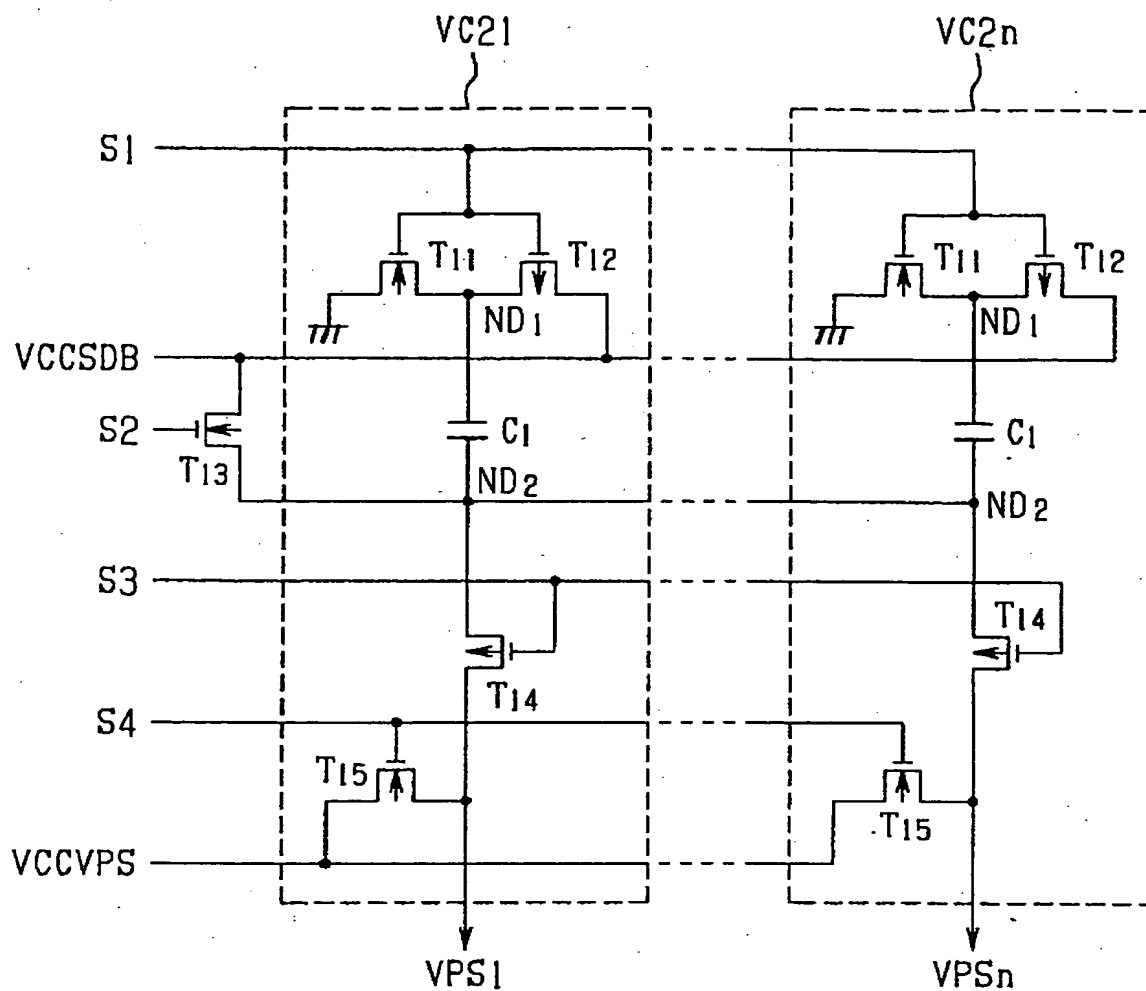 VC21 VC2n
S1
T11 T12 T11 T12
ND1 ND1
VCCSDB
S2 C1 C1
T13
ND2 ND2
S3
T14
T14
S4
T15
T15
VCCVPS
VPS1 VPSn